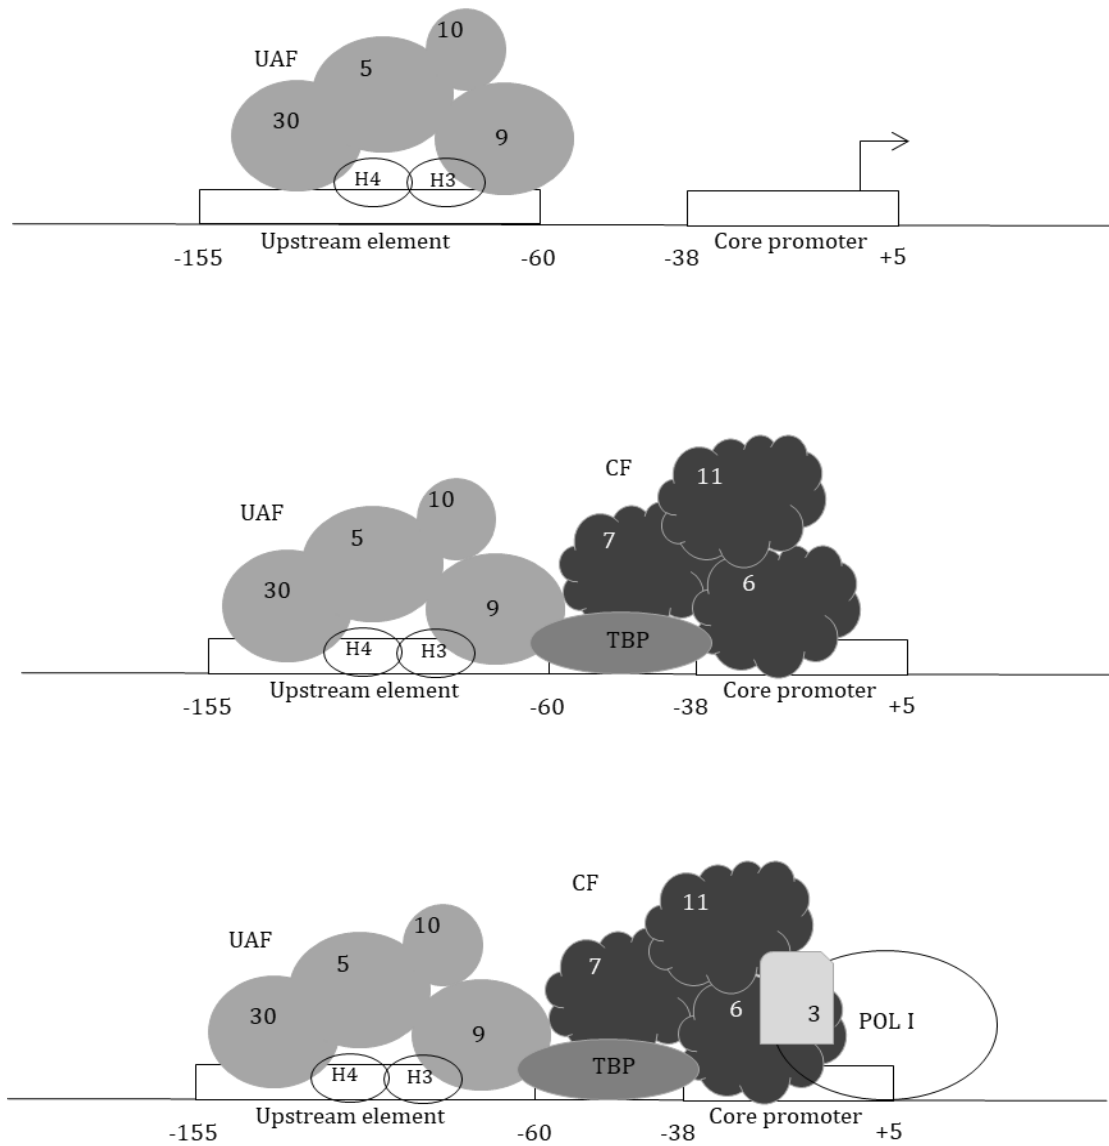 10
UAF
5
30
9
H4
H3
Upstream element
Core promoter
-155
-60
-38
+5
CF
11
10
UAF
7
5
30
9
6
TBP
H4
H3
Upstream element
Core promoter
-155
-60
-38
+5
CF
11
10
UAF
7
5
30
9
6
3
POL I
TBP
H4
H3
Upstream element
Core promoter
-155
-60
-38
+5